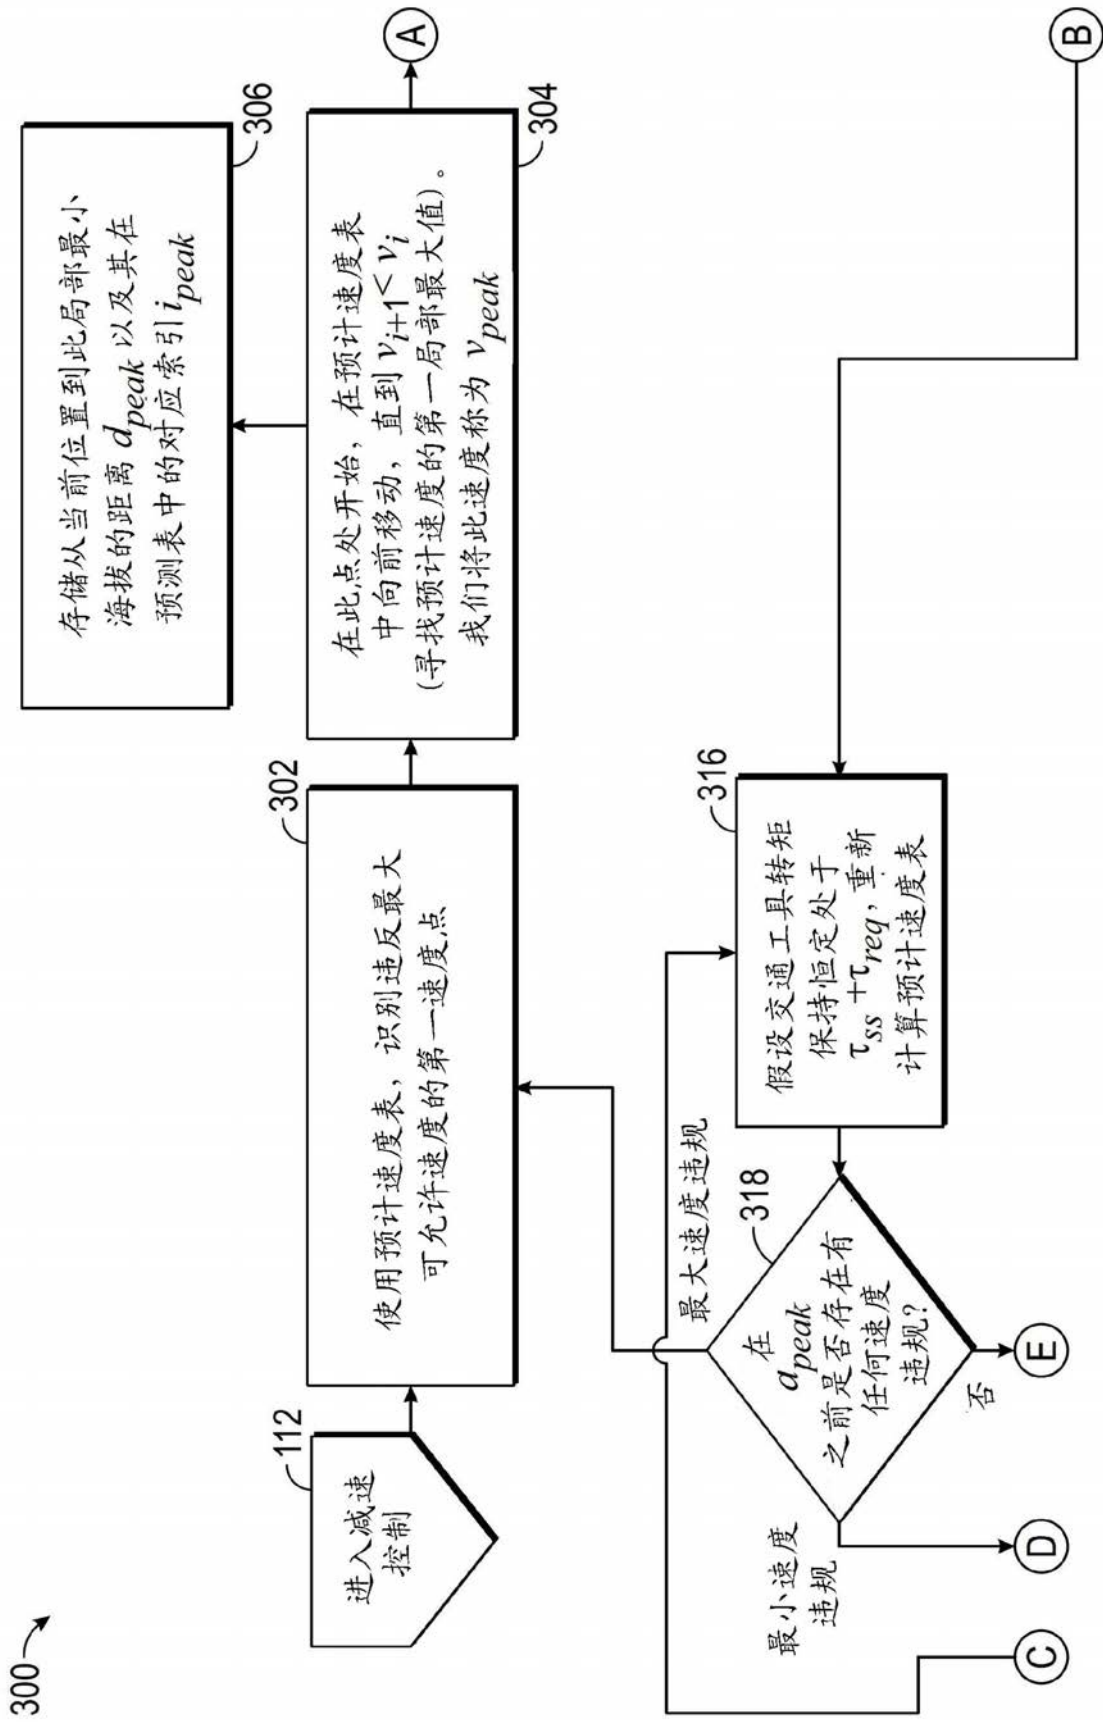 300
112
进入减速
控制
302
使用预计速度表，识别违反最大
可允许速度的第一速度点
304
在此点处开始，在预计速度表
中向前移动，直到 vi+1< vi
(寻找预计速度的第一局部最大值)。
我们将此速度称为 vpeak
A
306
存储从当前位置到此局部最小
海拔的距离 dpeak 以及其在
预测表中的对应索引 ipeak
最大速度违规
316
假设交通工具转矩
保持恒定处于
τss +τreq, 重新
计算预计速度表
B
318
在
apeak
之前是否存在有
任何速度
违规?
最小速度
违规
否
C
D
E